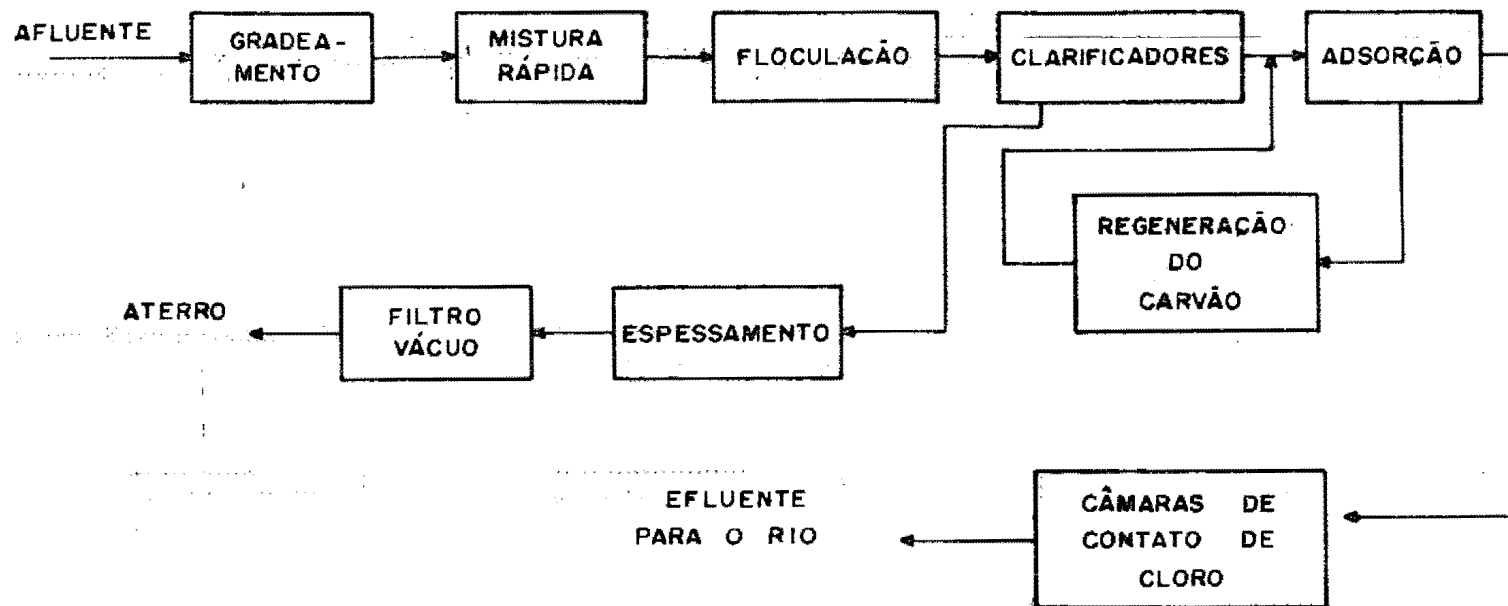 AFLUENTE
GRADEA-
MENTO
MISTURA
RÁPIDA
FLOCULAÇÃO
CLARIFICADORES
ADSORÇÃO
REGENERAÇÃO
DO
CARVÃO
ATERRO
FILTRO
VÁCUO
ESPESSAMENTO
EFLUENTE
PARA O RIO
CÂMARAS DE
CONTATO DE
CLORO